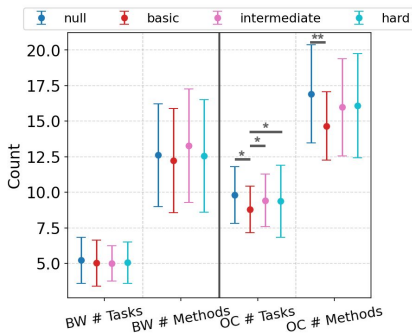 null basic intermediate hard
20.0
17.5
15.0
12.5
10.0
7.5
5.0
Count
**
*
*
*
BW # Tasks
BW # Methods
OC # Tasks
OC # Methods